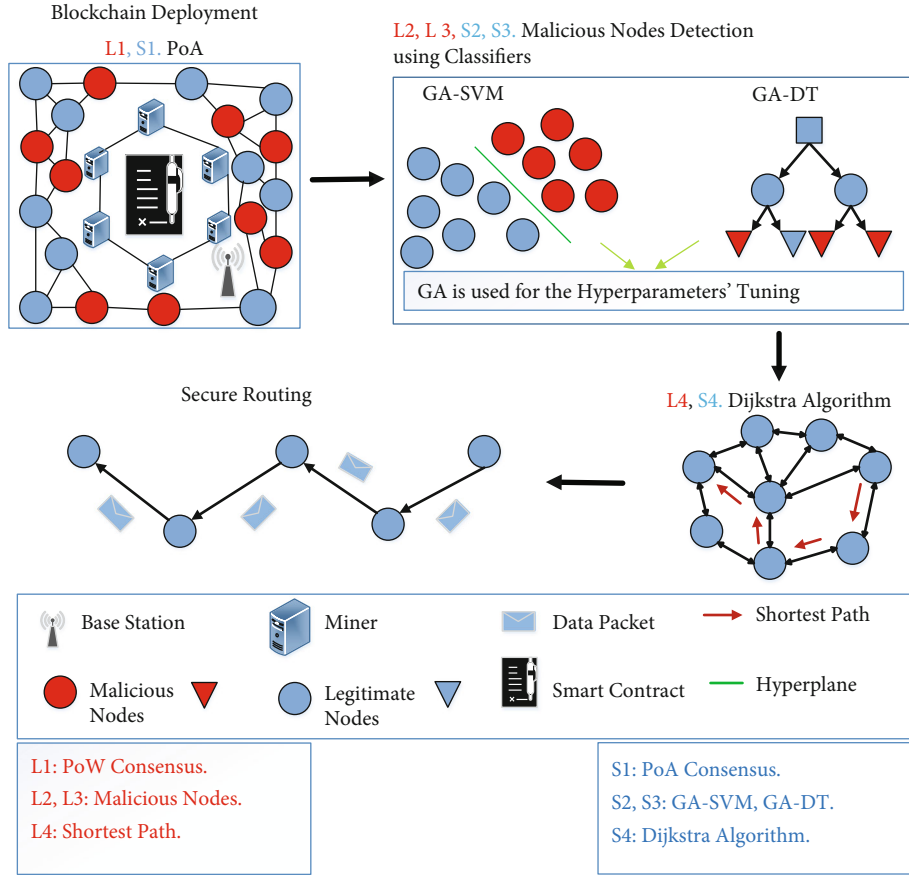 Blockchain Deployment
L1, S1. PoA
L2, L 3, S2, S3. Malicious Nodes Detection
using Classifiers
GA-SVM
GA-DT
GA is used for the Hyperparameters’ Tuning
Secure Routing
L4, S4. Dijkstra Algorithm
Base Station
Miner
Data Packet
Shortest Path
Malicious
Nodes
Legitimate
Nodes
Smart Contract
Hyperplane
L1: PoW Consensus.
L2, L3: Malicious Nodes.
L4: Shortest Path.
S1: PoA Consensus.
S2, S3: GA-SVM, GA-DT.
S4: Dijkstra Algorithm.